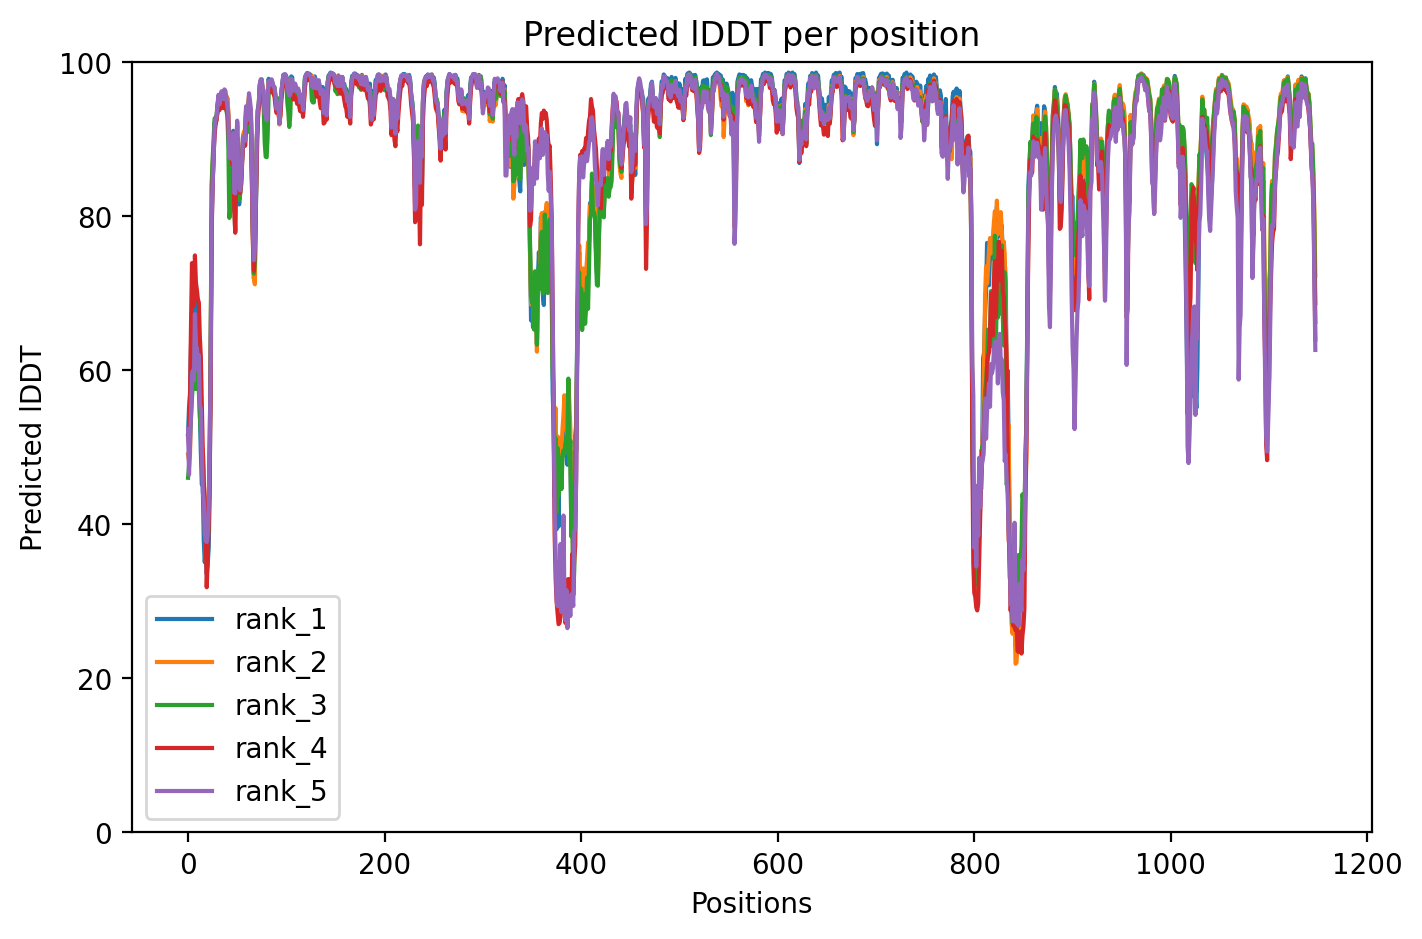 Predicted lDDT per position
100
80
60
40
20
0
Predicted lDDT
rank_1
rank_2
rank_3
rank_4
rank_5
0 200 400 600 800 1000 1200
Positions